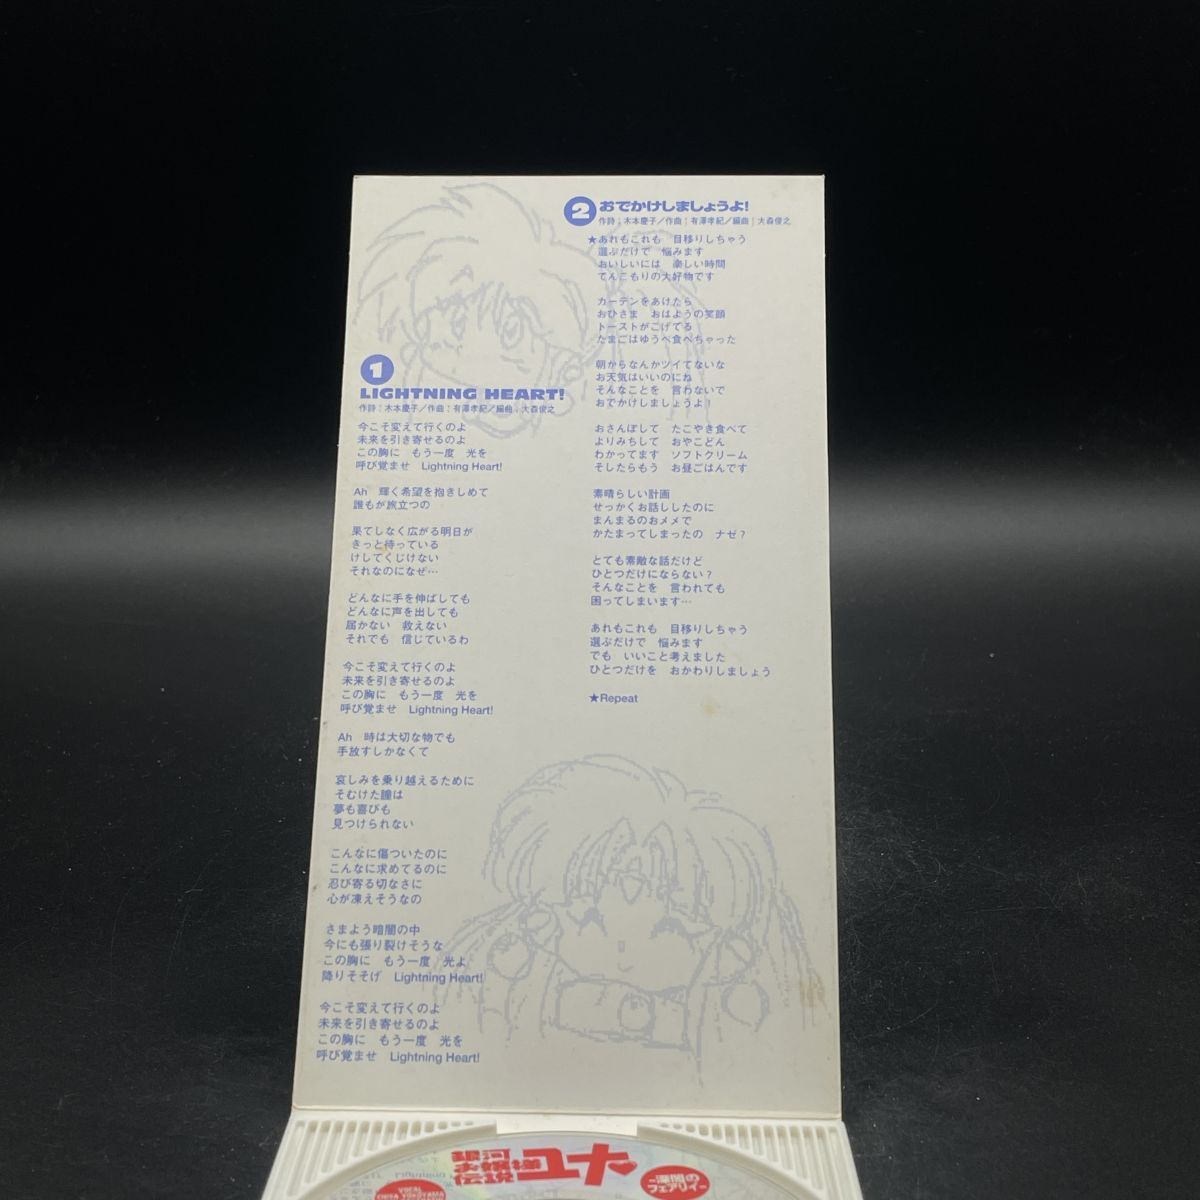 1
LIGHTNING HEART!
作詩：木本慶子／作曲：有澤孝紀／編曲：大森俊之
今こそ変えて行くのよ
未来を引き寄せるのよ
この胸に　もう一度　光を
呼び覚ませ　Lightning Heart!
Ah　輝く希望を抱きしめて
誰もが旅立つの
果てしなく広がる明日が
きっと待っている
けしてくじけない
それなのになぜ…
どんなに手を伸ばしても
どんなに声を出しても
届かない　救えない
それでも　信じているわ
今こそ変えて行くのよ
未来を引き寄せるのよ
この胸に　もう一度　光を
呼び覚ませ　Lightning Heart!
Ah　時は大切な物でも
手放すしかなくて
哀しみを乗り越えるために
そむけた瞳は
夢も喜びも
見つけられない
こんなに傷ついたのに
こんなに求めてるのに
忍び寄る切なさに
心が凍えそうなの
さまよう暗闇の中
今にも張り裂けそうな
この胸に　もう一度　光よ
降りそそげ　Lightning Heart!
今こそ変えて行くのよ
未来を引き寄せるのよ
この胸に　もう一度　光を
呼び覚ませ　Lightning Heart!
2 おでかけしましょうよ!
作詩：木本慶子／作曲：有澤孝紀／編曲：大森俊之
★あれもこれも　目移りしちゃう
選ぶだけで　悩みます
おいしいには　楽しい時間
てんこもりの大好物です
カーテンをあけたら
おひさま　おはようの笑顔
トーストがこげてる
たまごはゆうべ食べちゃった
朝からなんかツイてないな
お天気はいいのにね
そんなことを　言わないで
おでかけしましょうよ！
おさんぽして　たこやき食べて
よりみちして　おやこどん
わかってます　ソフトクリーム
そしたらもう　お昼ごはんです
素晴らしい計画
せっかくお話ししたのに
まんまるのおメメで
かたまってしまったの　ナゼ？
とても素敵な話だけど
ひとつだけにならない？
そんなことを　言われても
困ってしまいます…
あれもこれも　目移りしちゃう
選ぶだけで　悩みます
でも　いいこと考えました
ひとつだけを　おかわりしましょう
★Repeat
ユナ
-深闇の
フェアリィ-